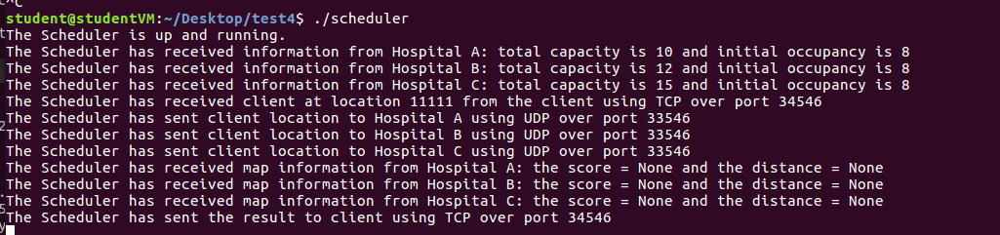 ^C
student@studentVM:~/Desktop/test4$ ./scheduler
The Scheduler is up and running.
The Scheduler has received information from Hospital A: total capacity is 10 and initial occupancy is 8
The Scheduler has received information from Hospital B: total capacity is 12 and initial occupancy is 8
The Scheduler has received information from Hospital C: total capacity is 15 and initial occupancy is 8
The Scheduler has received client at location 11111 from the client using TCP over port 34546
The Scheduler has sent client location to Hospital A using UDP over port 33546
The Scheduler has sent client location to Hospital B using UDP over port 33546
The Scheduler has sent client location to Hospital C using UDP over port 33546
The Scheduler has received map information from Hospital A: the score = None and the distance = None
The Scheduler has received map information from Hospital B: the score = None and the distance = None
The Scheduler has received map information from Hospital C: the score = None and the distance = None
The Scheduler has sent the result to client using TCP over port 34546